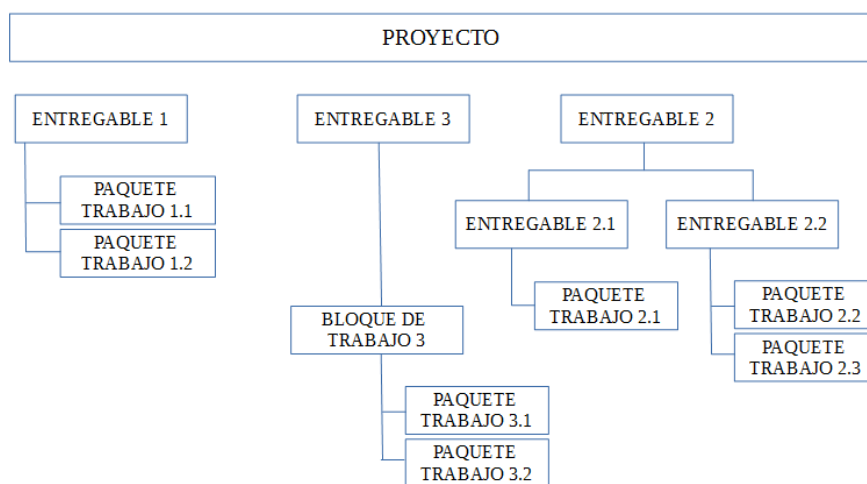 PROYECTO
ENTREGABLE 1
ENTREGABLE 3
ENTREGABLE 2
PAQUETE
TRABAJO 1.1
PAQUETE
TRABAJO 1.2
ENTREGABLE 2.1
ENTREGABLE 2.2
PAQUETE
TRABAJO 2.1
PAQUETE
TRABAJO 2.2
PAQUETE
TRABAJO 2.3
BLOQUE DE
TRABAJO 3
PAQUETE
TRABAJO 3.1
PAQUETE
TRABAJO 3.2